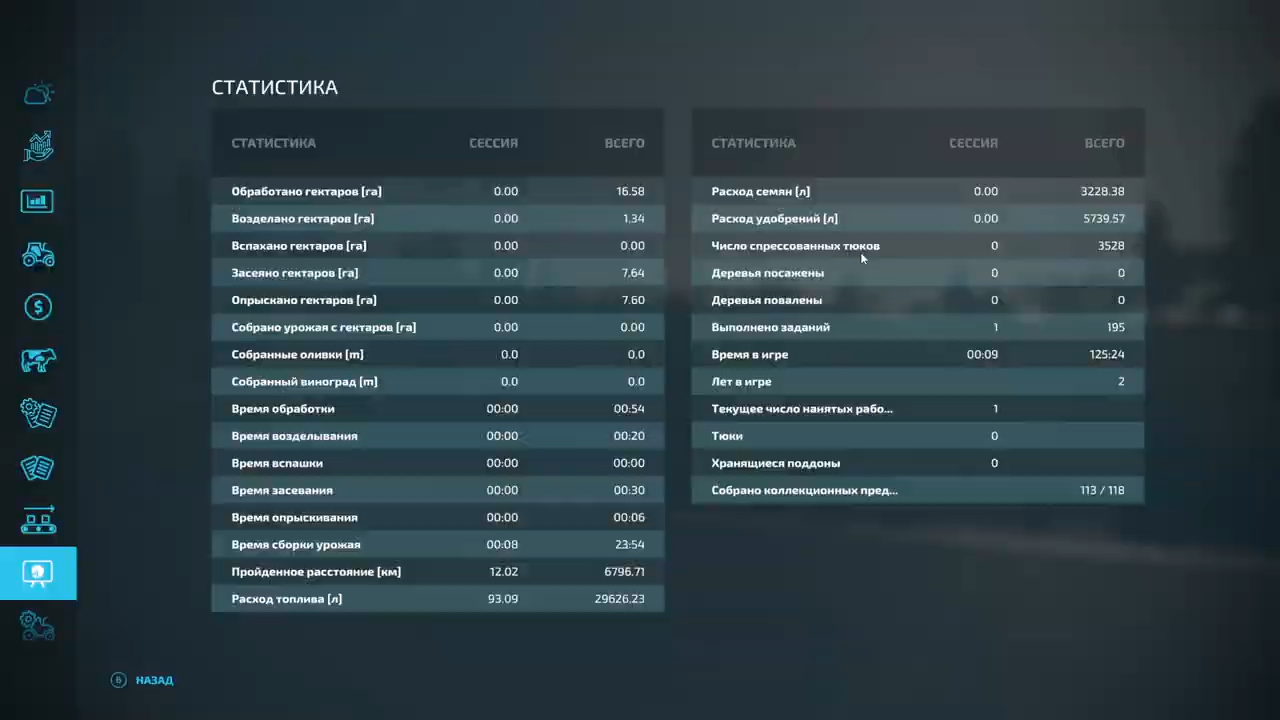 СТАТИСТИКА
СТАТИСТИКА СЕССИЯ ВСЕГО
Обработано гектаров [га] 0.00 16.58
Возделано гектаров [га] 0.00 1.34
Вспахано гектаров [га] 0.00 0.00
Засеяно гектаров [га] 0.00 7.64
Опрыскано гектаров [га] 0.00 7.60
Собрано урожая с гектаров [га] 0.00 0.00
Собранные оливки [m] 0.0 0.0
Собранный виноград [m] 0.0 0.0
Время обработки 00:00 00:54
Время возделывания 00:00 00:20
Время вспашки 00:00 00:00
Время засевания 00:00 00:30
Время опрыскивания 00:00 00:06
Время сборки урожая 00:08 23:54
Пройденное расстояние [км] 12.02 6796.71
Расход топлива [л] 93.09 29626.23
СТАТИСТИКА СЕССИЯ ВСЕГО
Расход семян [л] 0.00 3228.38
Расход удобрений [л] 0.00 5739.57
Число спрессованных тюков 0 3528
Деревья посажены 0 0
Деревья повалены 0 0
Выполнено заданий 1 195
Время в игре 00:09 125:24
Лет в игре 2
Текущее число нанятых рабо... 1
Тюки 0
Хранящиеся поддоны 0
Собрано коллекционных пред... 113 / 118
НАЗАД